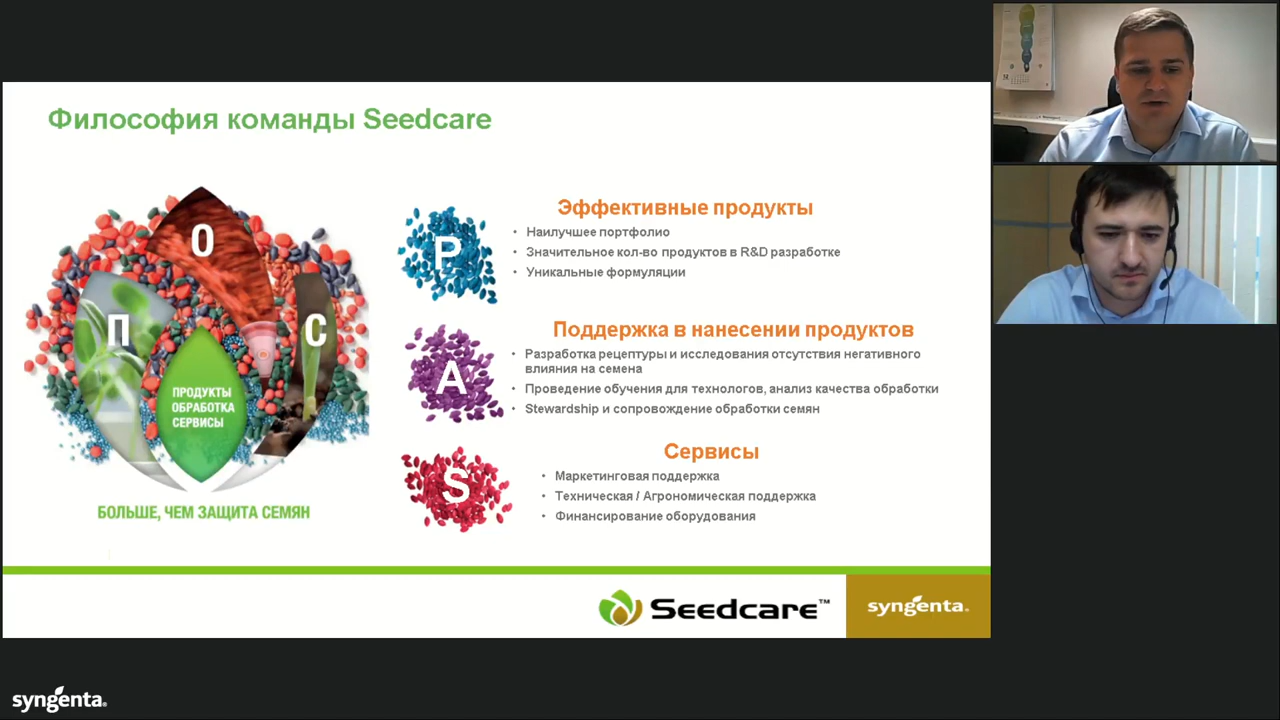 Философия команды Seedcare
О
П
С
ПРОДУКТЫ
ОБРАБОТКА
СЕРВИСЫ
БОЛЬШЕ, ЧЕМ ЗАЩИТА СЕМЯН
P
Эффективные продукты
• Наилучшее портфолио
• Значительное кол-во продуктов в R&D разработке
• Уникальные формуляции
A
Поддержка в нанесении продуктов
• Разработка рецептуры и исследования отсутствия негативного
влияния на семена
• Проведение обучения для технологов, анализ качества обработки
• Stewardship и сопровождение обработки семян
S
Сервисы
• Маркетинговая поддержка
• Техническая / Агрономическая поддержка
• Финансирование оборудования
Seedcare™
syngenta.
syngenta®